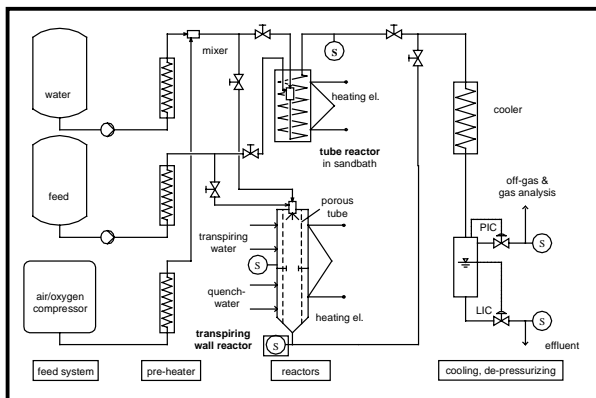 mixer
water
heating el.
cooler
tube reactor
in sandbath
S
off-gas &
gas analysis
feed
porous
tube
PIC
S
transpiring
water
S
air/oxygen
compressor
quench-
water
LIC
S
heating el.
transpiring
wall reactor
S
effluent
feed system
pre-heater
reactors
cooling, de-pressurizing